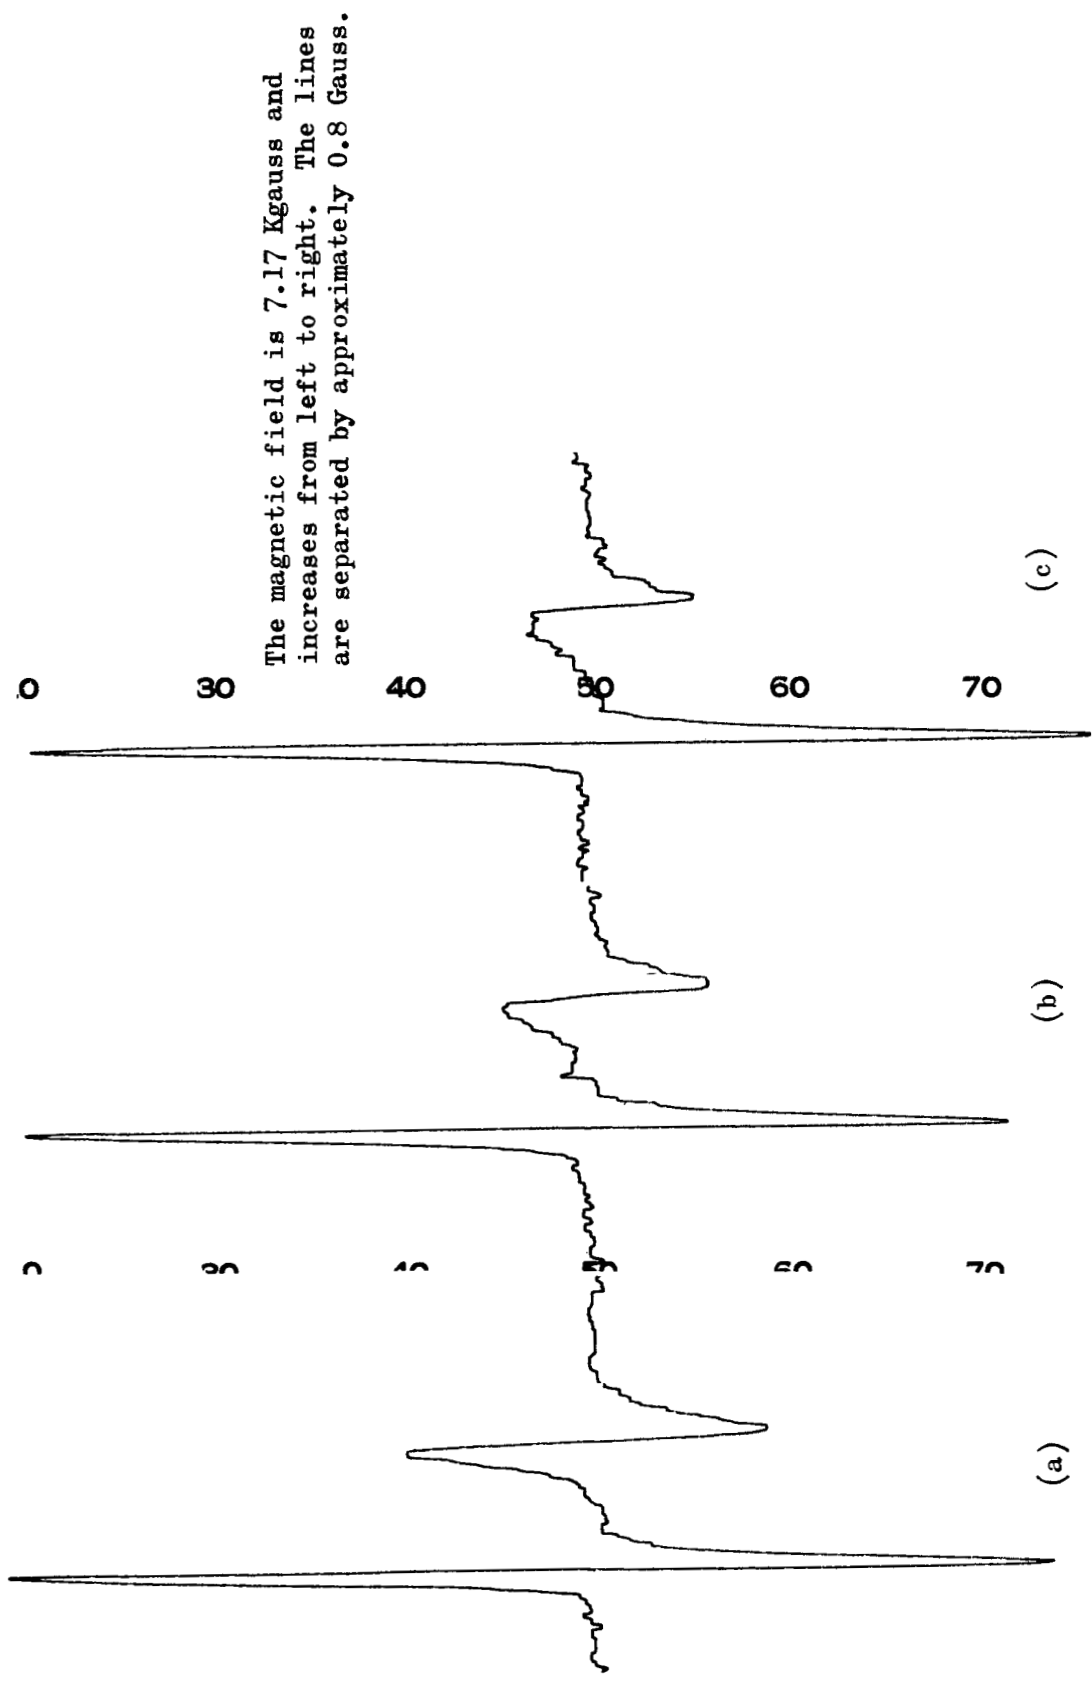 The magnetic field is 7.17 Kgauss and
increases from left to right. The lines
are separated by approximately 0.8 Gauss.
30
40
50
60
70
(a)
(b)
(c)